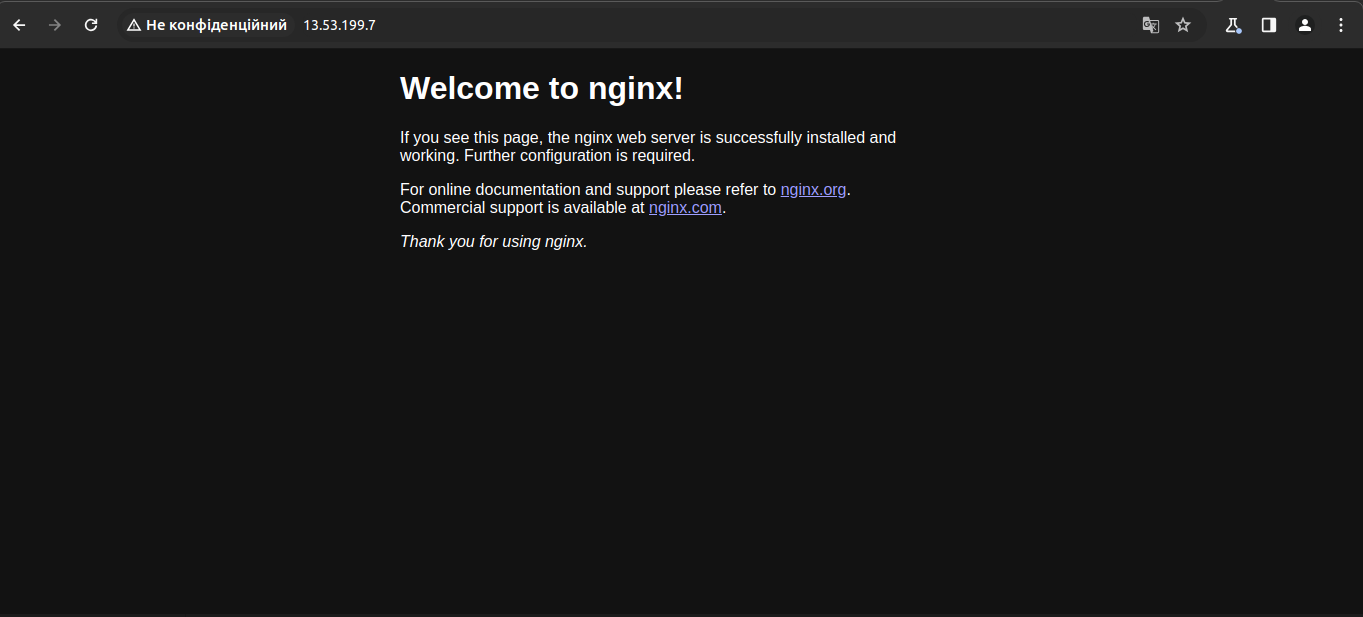 Не конфіденційний 13.53.199.7
Welcome to nginx!
If you see this page, the nginx web server is successfully installed and
working. Further configuration is required.
For online documentation and support please refer to nginx.org.
Commercial support is available at nginx.com.
Thank you for using nginx.